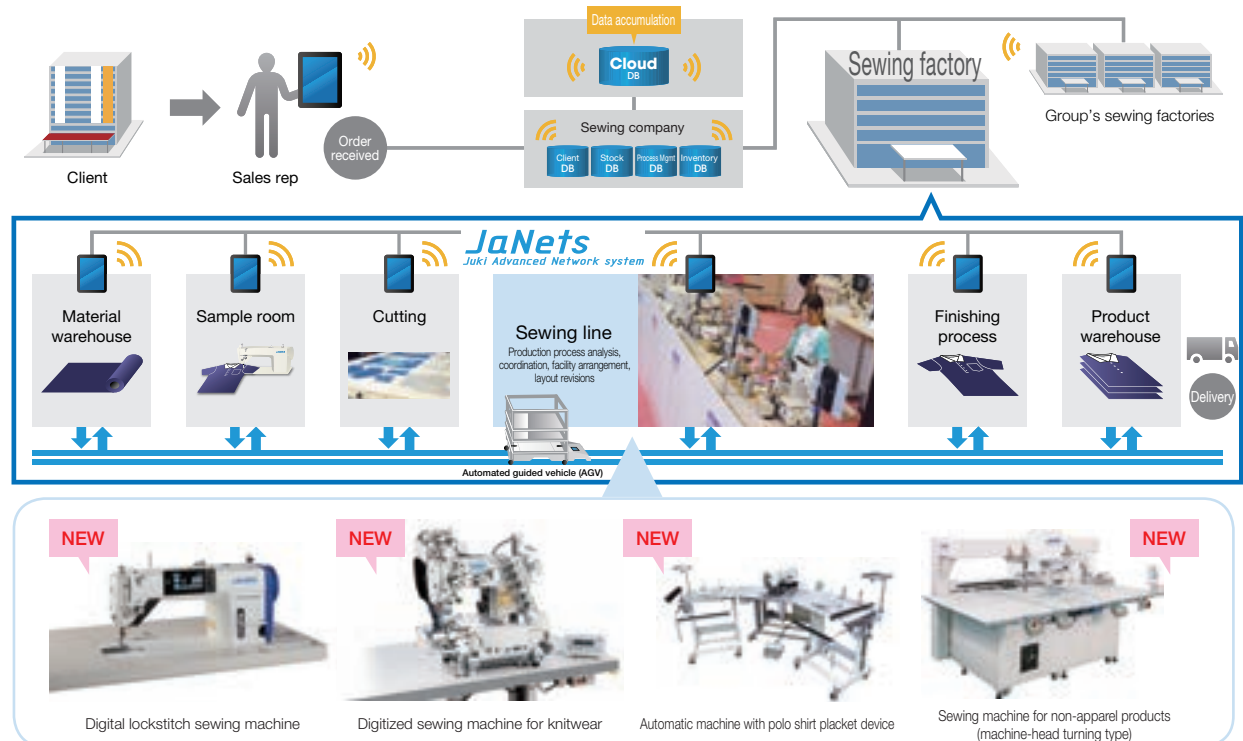 Data accumulation
Cloud
DB
Sewing company
Client
DB
Stock
DB
Process Mgmt
DB
Inventory
DB
Sewing factory
Group's sewing factories
Client
Sales rep
Order
received
JaNets
Juki Advanced Network system
Material
warehouse
Sample room
Cutting
Sewing line
Production process analysis,
coordination, facility arrangement,
layout revisions
Finishing
process
Product
warehouse
Delivery
Automated guided vehicle (AGV)
NEW
NEW
NEW
NEW
Digital lockstitch sewing machine
Digitized sewing machine for knitwear
Automatic machine with polo shirt placket device
Sewing machine for non-apparel products
(machine-head turning type)